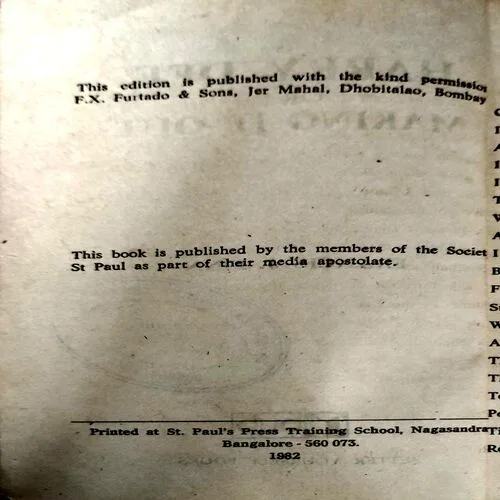 This edition is published with the kind permission
F.X. Furtado & Sons, Jer Mahal, Dhobitalao, Bombay
This book is published by the members of the Societ
St Paul as part of their media apostolate.
Printed at St. Paul's Press Training School, Nagasandra
Bangalore - 560 073.
1982